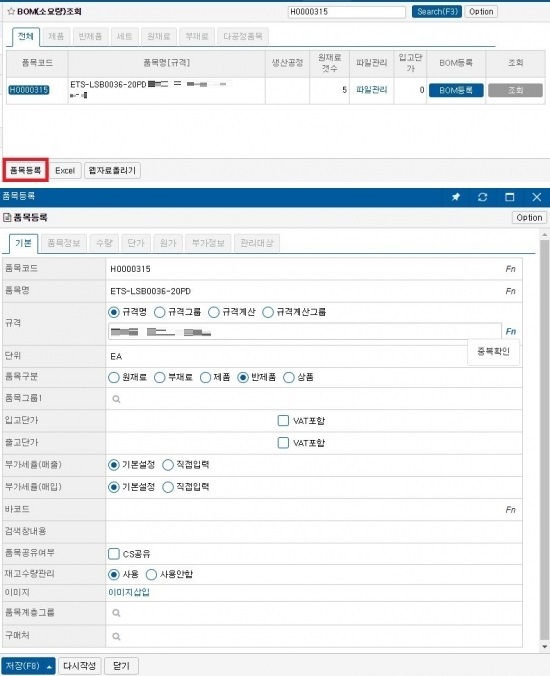 ☆ BOM(소요량)조회 H0000315 Search(F3) Option
전체 제품 반제품 세트 원재료 부재료 다공정품목
품목코드 품목명[규격] 생산공정 원재료갯수 파일관리 입고단가 BOM등록 조회
H0000315 ETS-LSB0036-20PD 5 파일관리 0 BOM등록 조회
품목등록 Excel 웹자료올리기
품목등록
품목등록 Option
기본 품목정보 수량 단가 원가 부가정보 관리대상
품목코드 H0000315 Fn
품목명 ETS-LSB0036-20PD Fn
규격 규격명 규격그룹 규격계산 규격계산그룹
Fn
중복확인
단위 EA
품목구분 원재료 부재료 제품 반제품 상품
품목그룹1
입고단가 VAT포함
출고단가 VAT포함
부가세율(매출) 기본설정 직접입력
부가세율(매입) 기본설정 직접입력
바코드 Fn
검색창내용
품목공유여부 CS공유
재고수량관리 사용 사용안함
이미지 이미지삽입
품목계층그룹
구매처
저장(F8) 다시작성 닫기